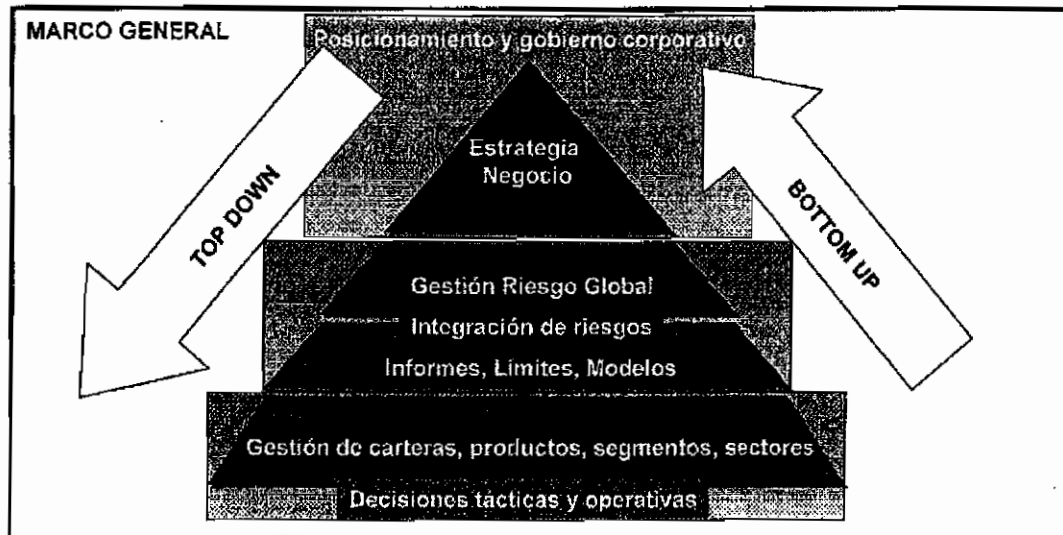 MARCO GENERAL
Posicionamiento y gobierno corporativo
Estrategia
Negocio
TOP DOWN
BOTTOM UP
Gestión Riesgo Global
Integración de riesgos
Informes, Límites, Modelos
Gestión de carteras, productos, segmentos, sectores
Decisiones tácticas y operativas